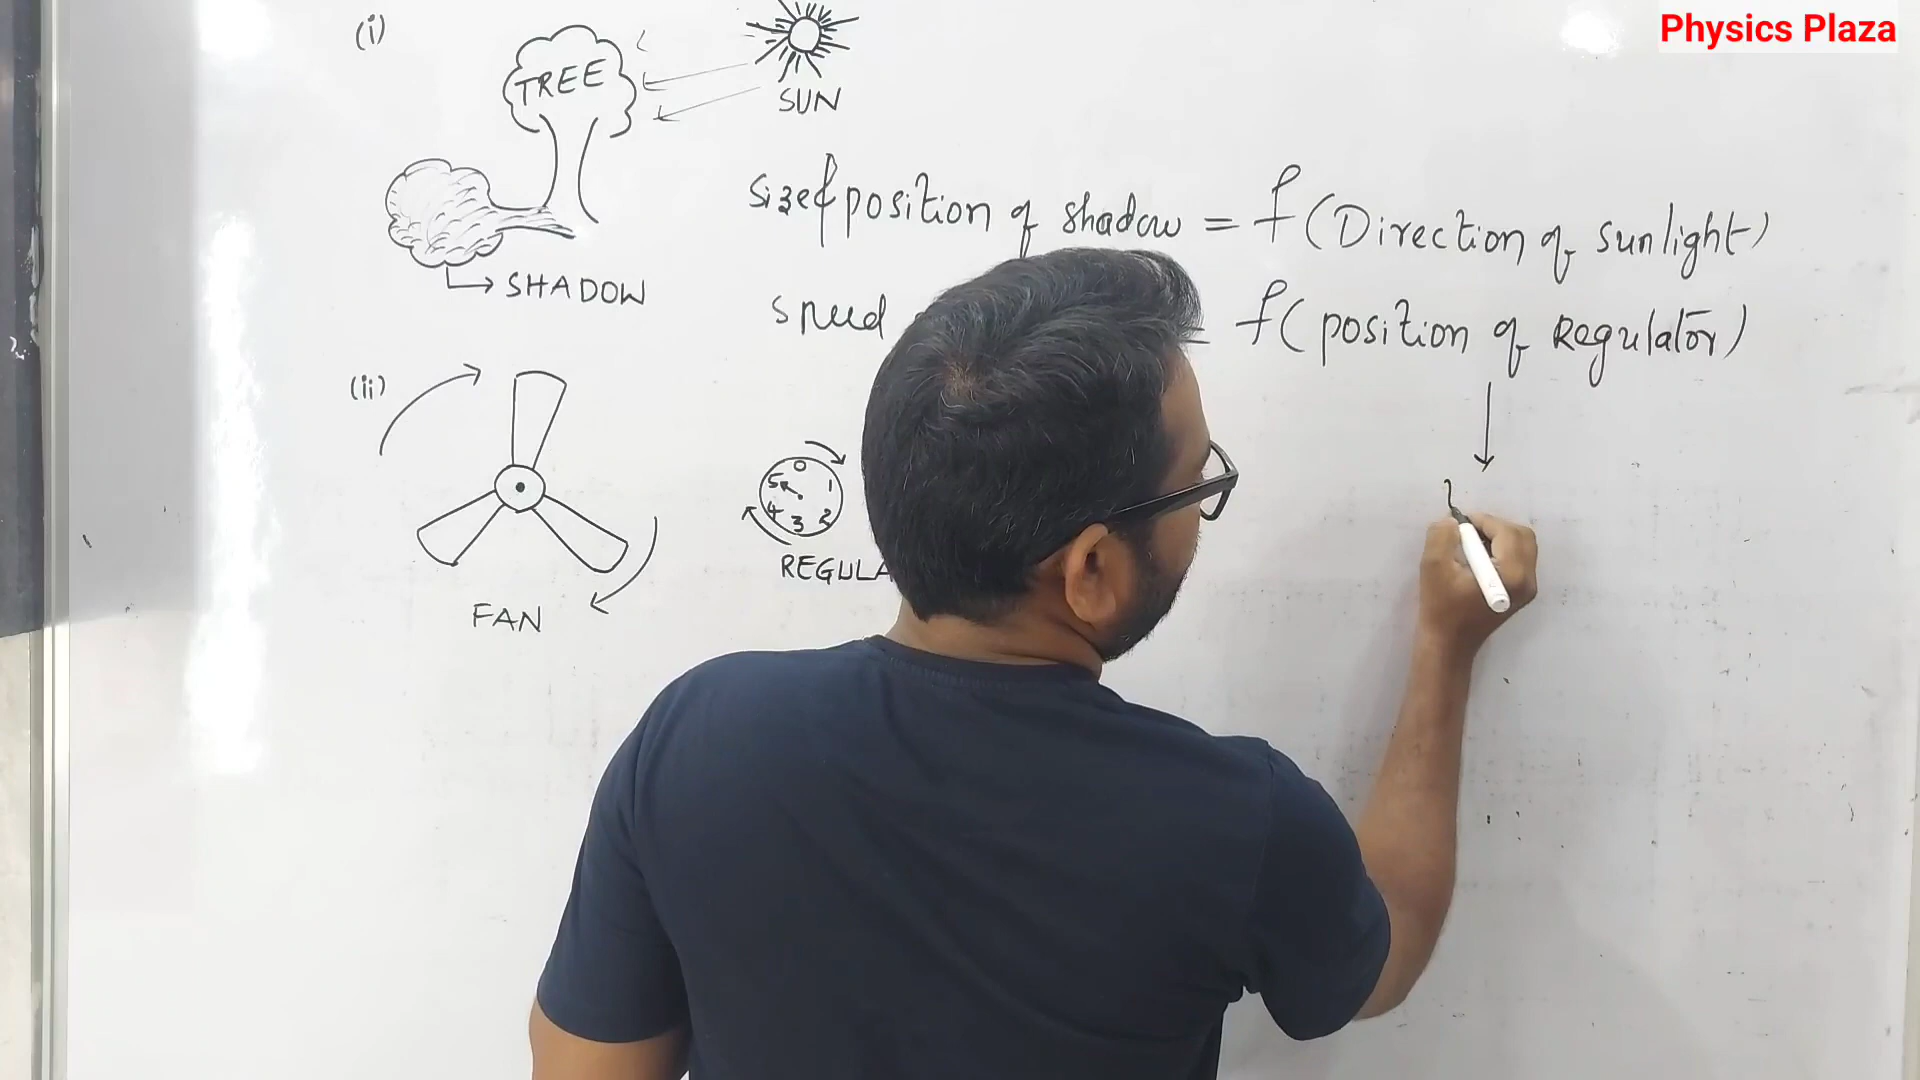 Physics Plaza
(i)
TREE
SUN
size & position of shadow = f (Direction of sunlight)
SHADOW
speed = f (position of Regulator)
(ii)
0
5 1
4 3 2
REGULA
FAN